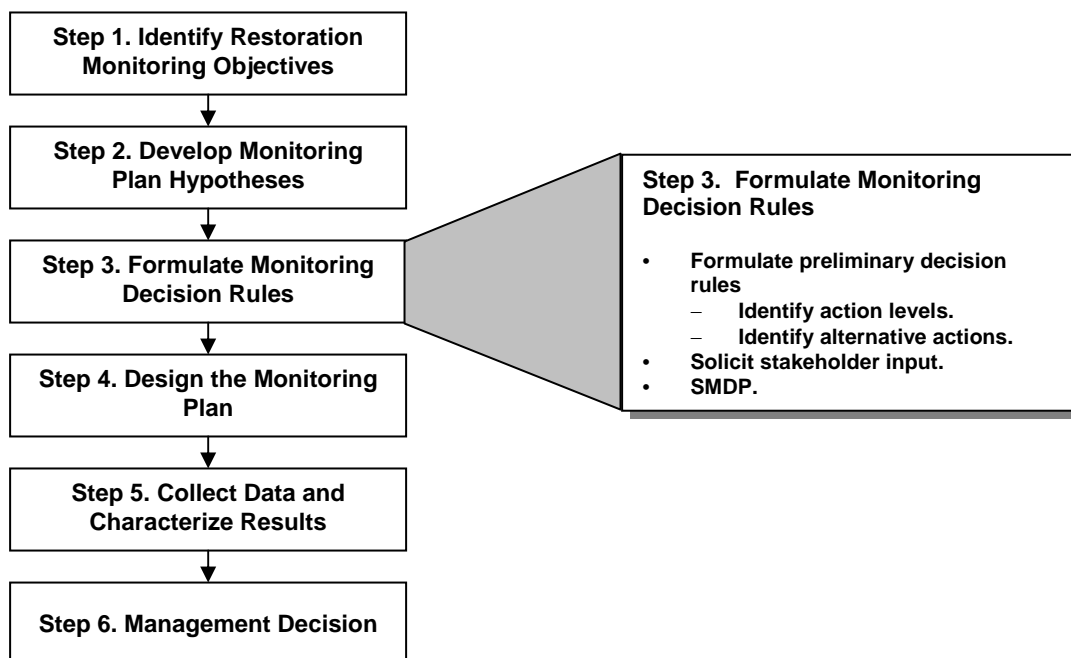 Step 1. Identify Restoration
Monitoring Objectives
Step 2. Develop Monitoring
Plan Hypotheses
Step 3. Formulate Monitoring
Decision Rules
Step 4. Design the Monitoring
Plan
Step 5. Collect Data and
Characterize Results
Step 6. Management Decision
Step 3. Formulate Monitoring
Decision Rules
• Formulate preliminary decision
rules
– Identify action levels.
– Identify alternative actions.
• Solicit stakeholder input.
• SMDP.